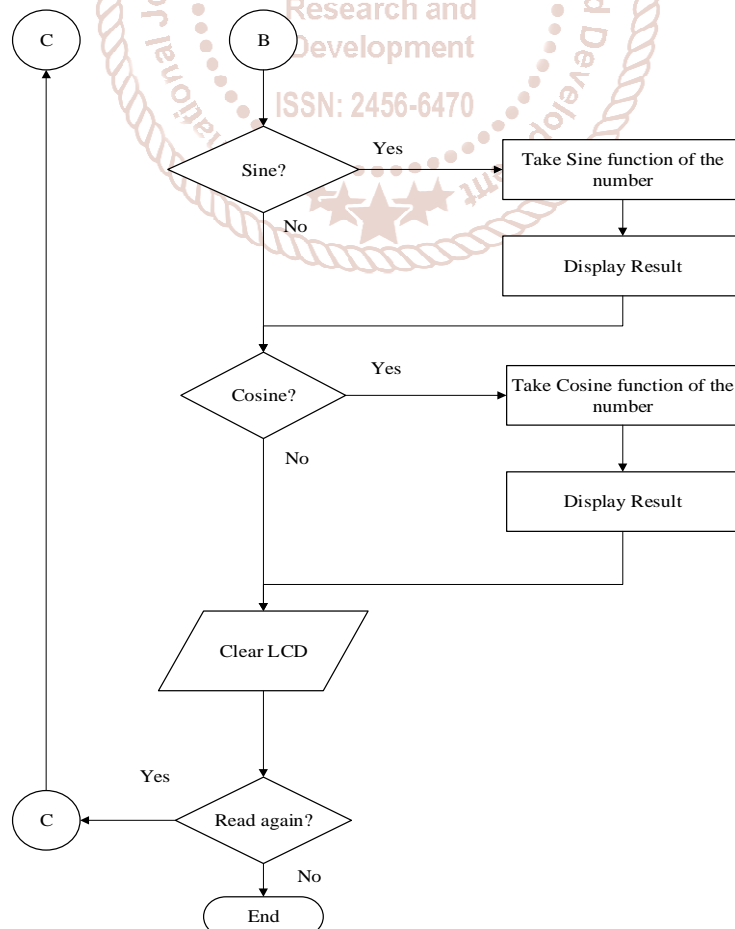 C
B
Research and
Development
ISSN: 2456-6470
Sine?
Yes
Take Sine function of the
number
No
Display Result
Cosine?
Yes
Take Cosine function of the
number
No
Display Result
Clear LCD
Yes
C
Read again?
No
End